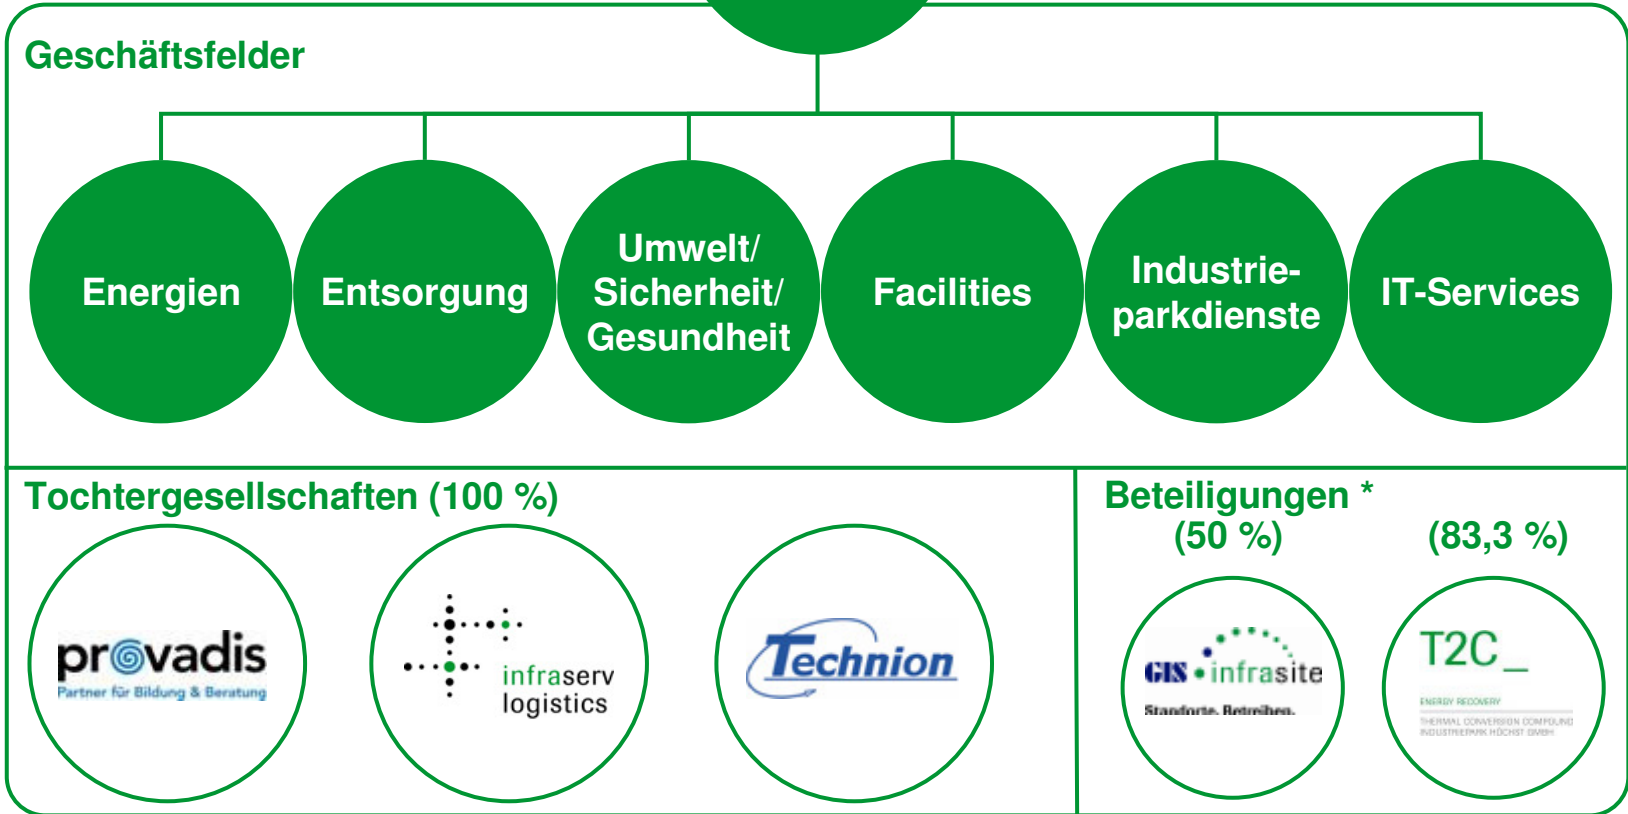 Geschäftsfelder
Energien
Entsorgung
Umwelt/
Sicherheit/
Gesundheit
Facilities
Industrie-
parkdienste
IT-Services
Tochtergesellschaften (100 %)
provadis
Partner für Bildung & Beratung
infraserv
logistics
Technion
Beteiligungen *
(50 %)
(83,3 %)
GIS infrasite
Standorte. Betreiben.
T2C_
ENERGY RECOVERY
THERMAL CONVERSION COMPOUND
INDUSTRIEPARK HÖCHST GMBH